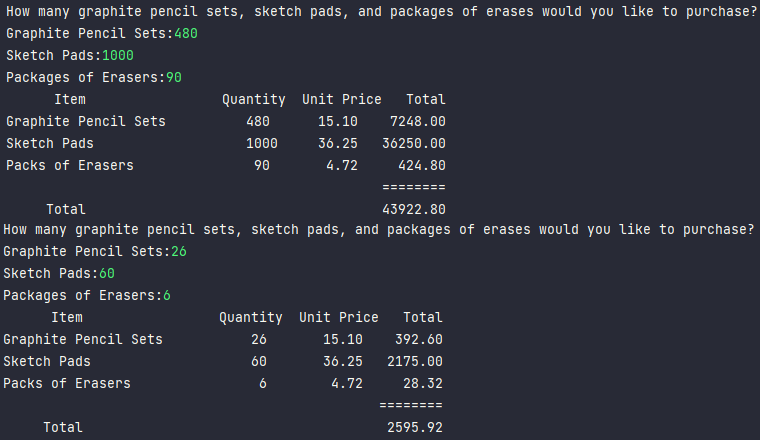 How many graphite pencil sets, sketch pads, and packages of erases would you like to purchase?
Graphite Pencil Sets:480
Sketch Pads:1000
Packages of Erasers:90
      Item                 Quantity  Unit Price   Total
Graphite Pencil Sets          480      15.10    7248.00
Sketch Pads                   1000     36.25   36250.00
Packs of Erasers               90       4.72     424.80
                                               ========
     Total                                     43922.80
How many graphite pencil sets, sketch pads, and packages of erases would you like to purchase?
Graphite Pencil Sets:26
Sketch Pads:60
Packages of Erasers:6
      Item                 Quantity  Unit Price   Total
Graphite Pencil Sets           26       15.10    392.60
Sketch Pads                    60       36.25   2175.00
Packs of Erasers                6        4.72     28.32
                                               ========
     Total                                      2595.92